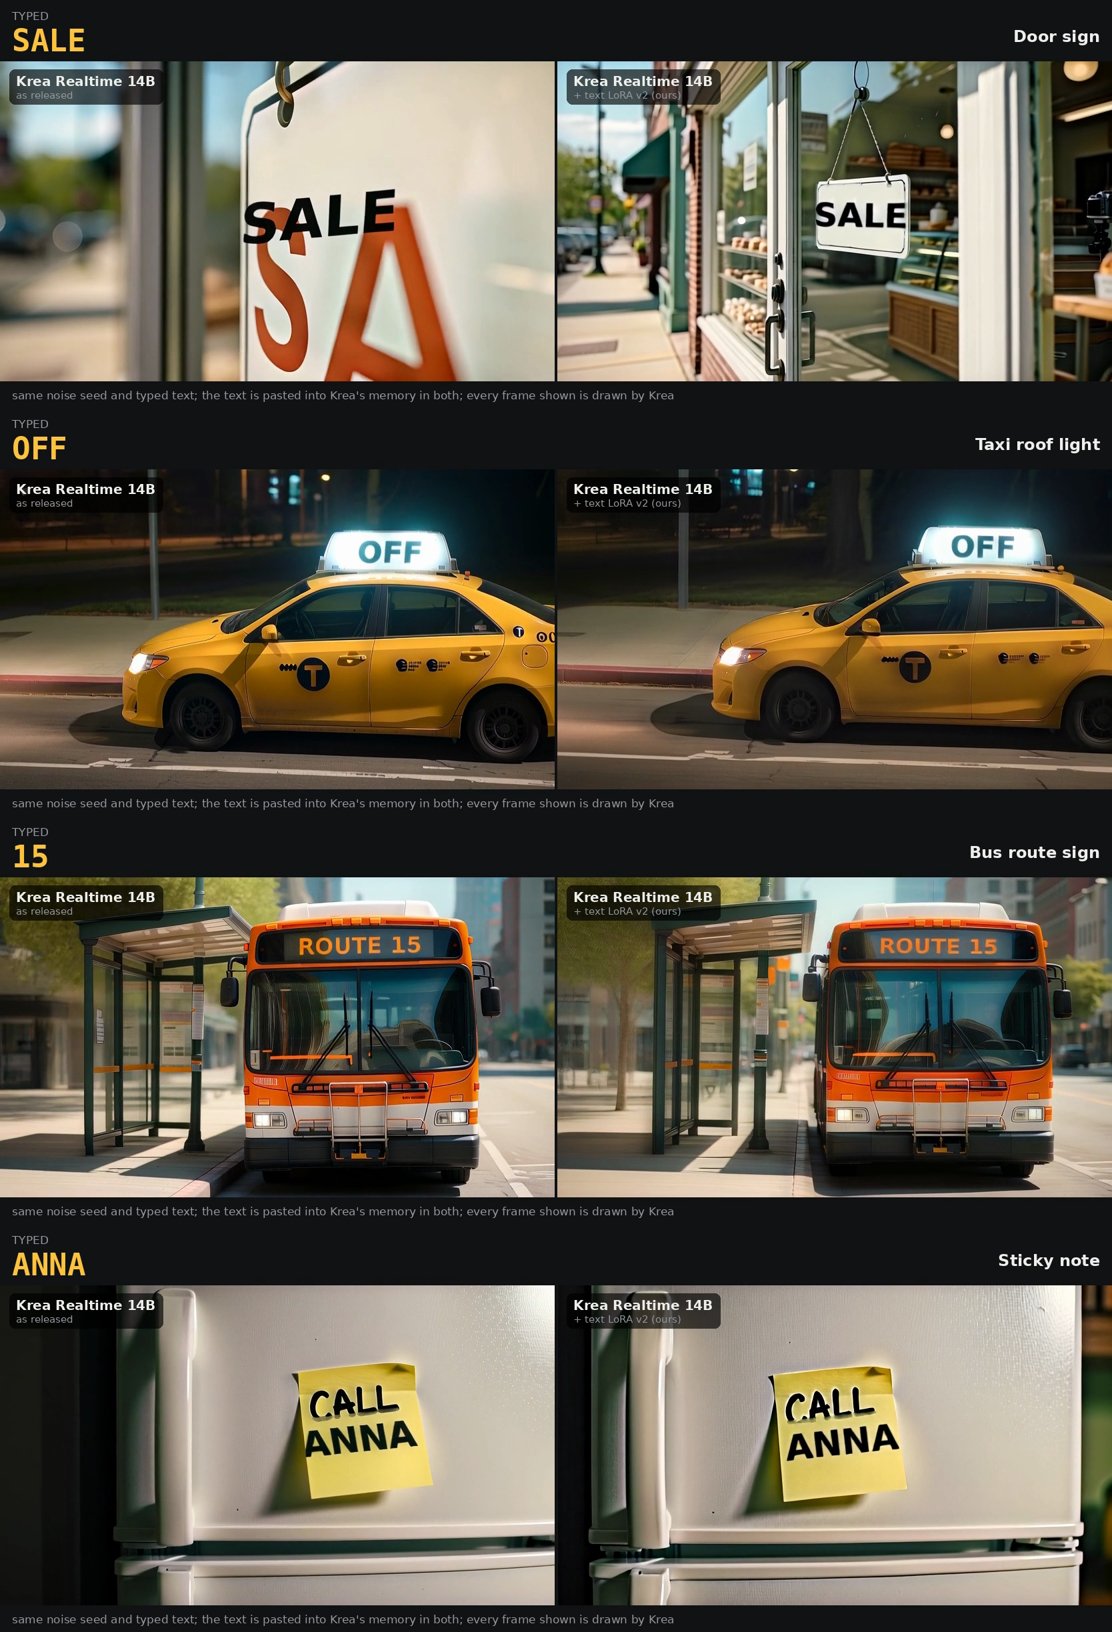 TYPED
SALE
Door sign
Krea Realtime 14B
as released
Krea Realtime 14B
+ text LoRA v2 (ours)
SALE
SA
SALE
same noise seed and typed text; the text is pasted into Krea's memory in both; every frame shown is drawn by Krea
TYPED
OFF
Taxi roof light
Krea Realtime 14B
as released
Krea Realtime 14B
+ text LoRA v2 (ours)
OFF
T
OFF
T
same noise seed and typed text; the text is pasted into Krea's memory in both; every frame shown is drawn by Krea
TYPED
15
Bus route sign
Krea Realtime 14B
as released
Krea Realtime 14B
+ text LoRA v2 (ours)
ROUTE 15
ROUTE 15
same noise seed and typed text; the text is pasted into Krea's memory in both; every frame shown is drawn by Krea
TYPED
ANNA
Sticky note
Krea Realtime 14B
as released
Krea Realtime 14B
+ text LoRA v2 (ours)
CALL
ANNA
CALL
ANNA
same noise seed and typed text; the text is pasted into Krea's memory in both; every frame shown is drawn by Krea